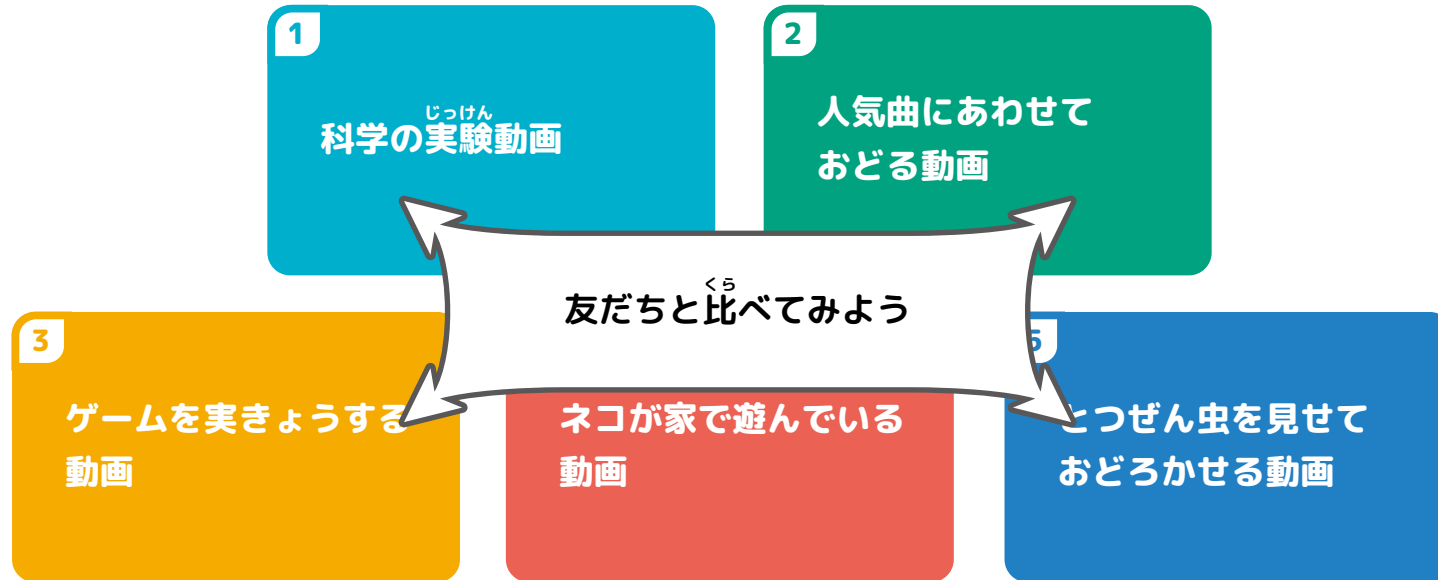 1
じっけん
科学の実験動画
2
人気曲にあわせて
おどる動画
くら
友だちと比べてみよう
3
ゲームを実きょうする
動画
ネコが家で遊んでいる
動画
5
とつぜん虫を見せて
おどろかせる動画